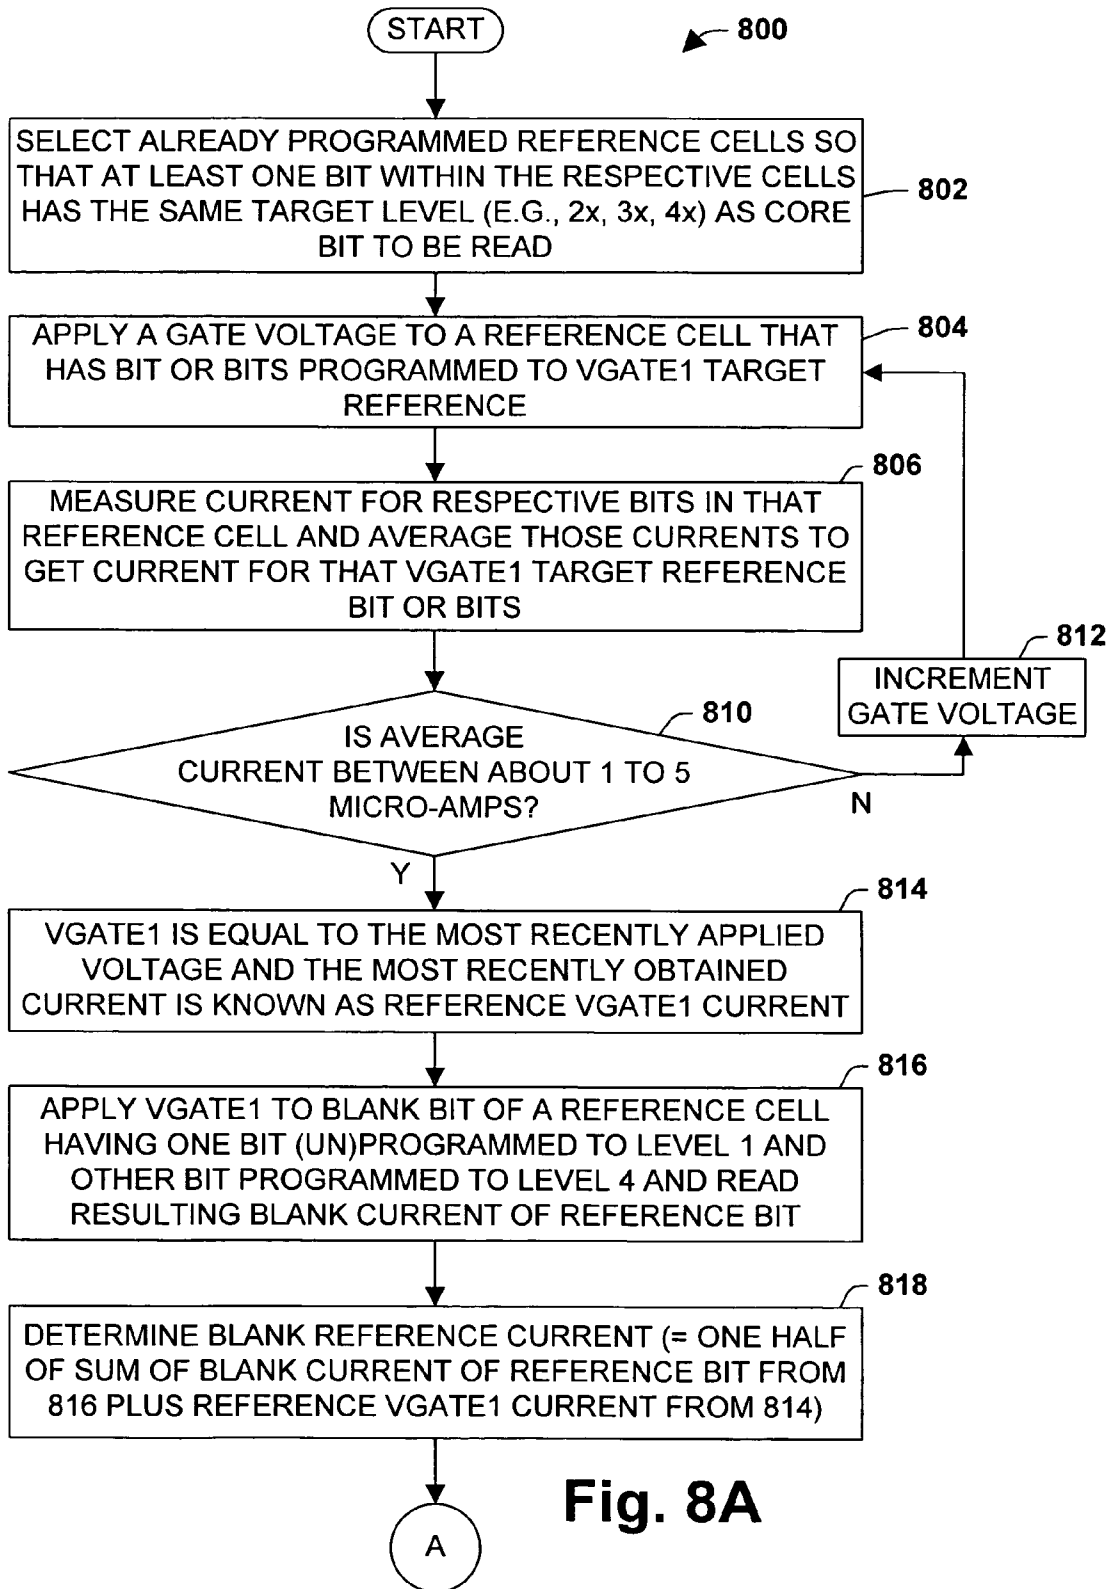 START
800
SELECT ALREADY PROGRAMMED REFERENCE CELLS SO
THAT AT LEAST ONE BIT WITHIN THE RESPECTIVE CELLS
HAS THE SAME TARGET LEVEL (E.G., 2x, 3x, 4x) AS CORE
BIT TO BE READ
802
APPLY A GATE VOLTAGE TO A REFERENCE CELL THAT
HAS BIT OR BITS PROGRAMMED TO VGATE1 TARGET
REFERENCE
804
MEASURE CURRENT FOR RESPECTIVE BITS IN THAT
REFERENCE CELL AND AVERAGE THOSE CURRENTS TO
GET CURRENT FOR THAT VGATE1 TARGET REFERENCE
BIT OR BITS
806
812
INCREMENT
GATE VOLTAGE
810
IS AVERAGE
CURRENT BETWEEN ABOUT 1 TO 5
MICRO-AMPS?
N
Y
814
VGATE1 IS EQUAL TO THE MOST RECENTLY APPLIED
VOLTAGE AND THE MOST RECENTLY OBTAINED
CURRENT IS KNOWN AS REFERENCE VGATE1 CURRENT
816
APPLY VGATE1 TO BLANK BIT OF A REFERENCE CELL
HAVING ONE BIT (UN)PROGRAMMED TO LEVEL 1 AND
OTHER BIT PROGRAMMED TO LEVEL 4 AND READ
RESULTING BLANK CURRENT OF REFERENCE BIT
818
DETERMINE BLANK REFERENCE CURRENT (= ONE HALF
OF SUM OF BLANK CURRENT OF REFERENCE BIT FROM
816 PLUS REFERENCE VGATE1 CURRENT FROM 814)
Fig. 8A
A